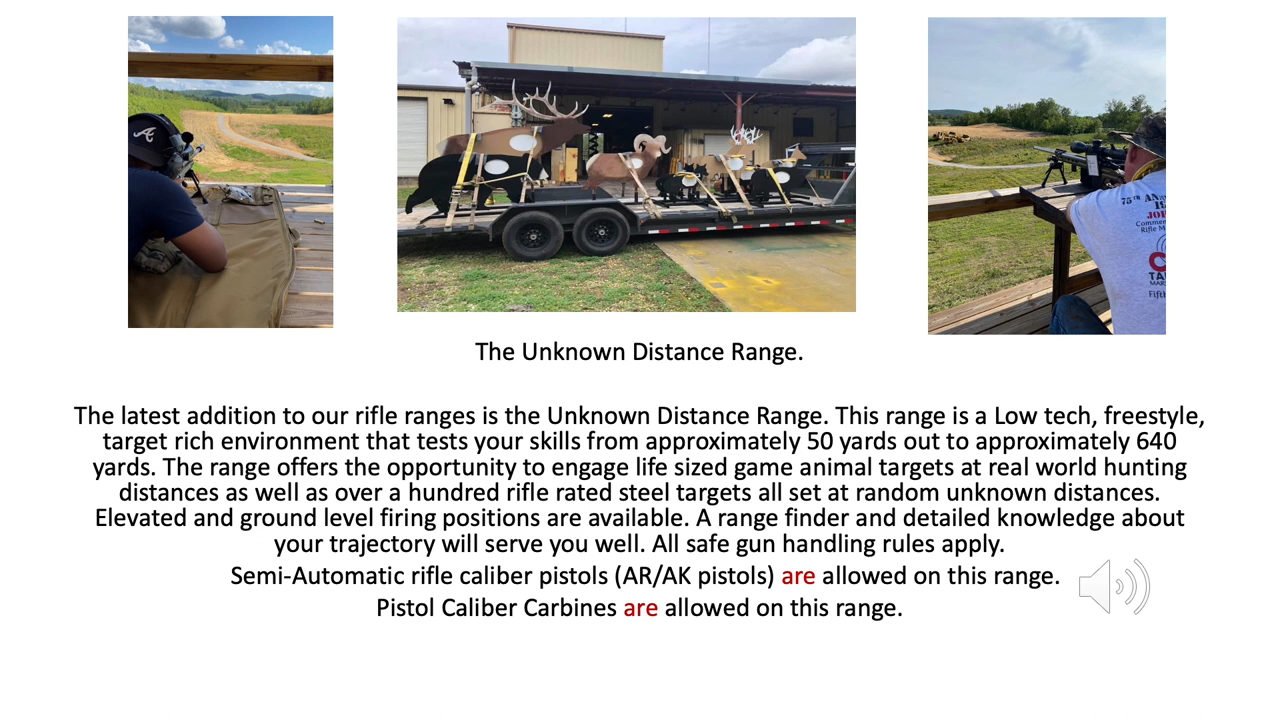 A
75TH
Comme
Rifle M
TA
MAR
Fifth
The Unknown Distance Range.
The latest addition to our rifle ranges is the Unknown Distance Range. This range is a Low tech, freestyle,
target rich environment that tests your skills from approximately 50 yards out to approximately 640
yards. The range offers the opportunity to engage life sized game animal targets at real world hunting
distances as well as over a hundred rifle rated steel targets all set at random unknown distances.
Elevated and ground level firing positions are available. A range finder and detailed knowledge about
your trajectory will serve you well. All safe gun handling rules apply.
Semi-Automatic rifle caliber pistols (AR/AK pistols) are allowed on this range.
Pistol Caliber Carbines are allowed on this range.